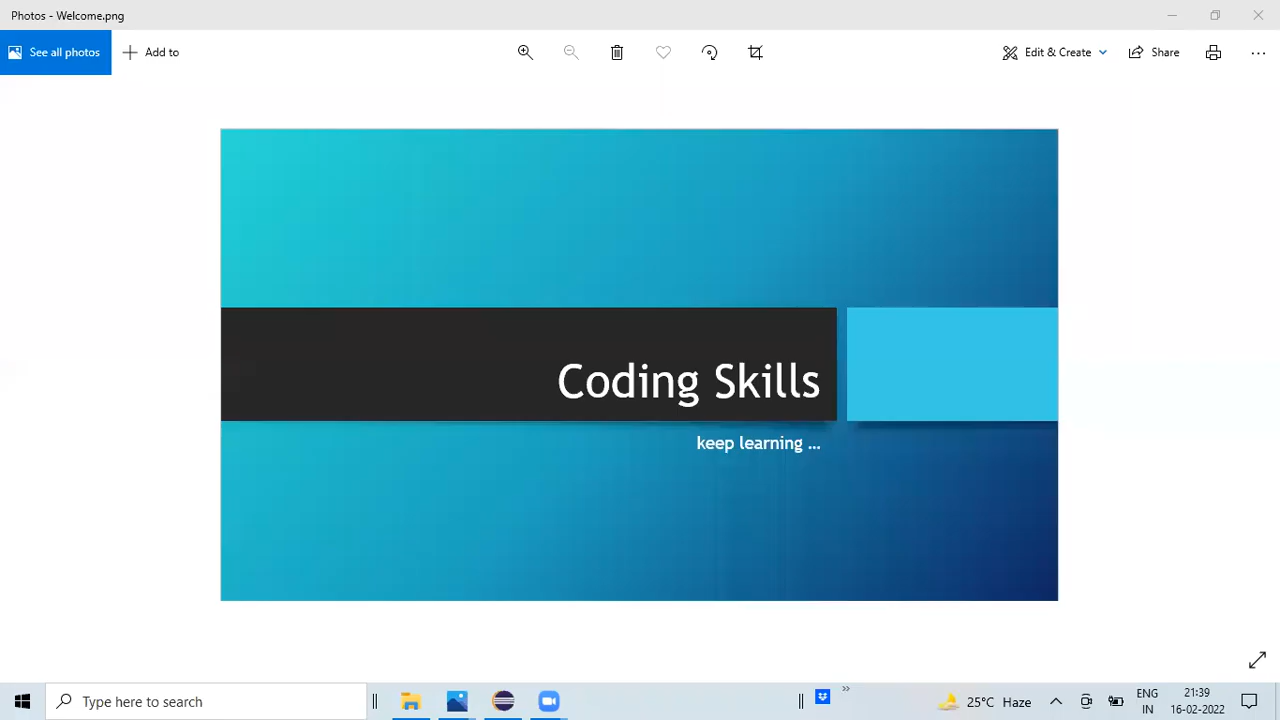 Photos - Welcome.png
See all photos
Add to
Edit & Create
Share
Coding Skills
keep learning ...
Type here to search
25°C Haze
ENG
IN
21:39
16-02-2022